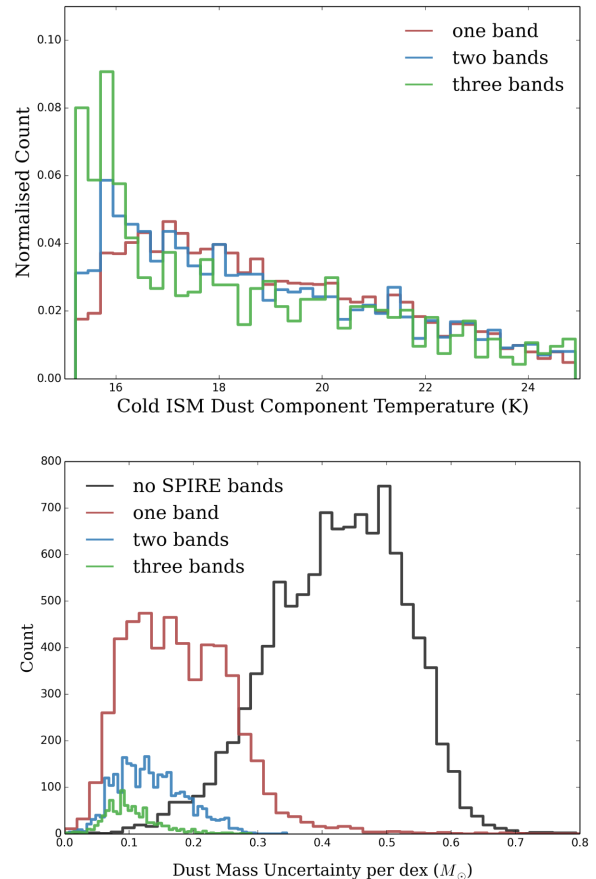 0.10
0.08
0.06
0.04
0.02
0.00
Normalised Count
one band
two bands
three bands
16 18 20 22 24
Cold ISM Dust Component Temperature (K)
800
700
600
500
400
300
200
100
0
Count
no SPIRE bands
one band
two bands
three bands
0.0 0.1 0.2 0.3 0.4 0.5 0.6 0.7 0.8
Dust Mass Uncertainty per dex (M☉)